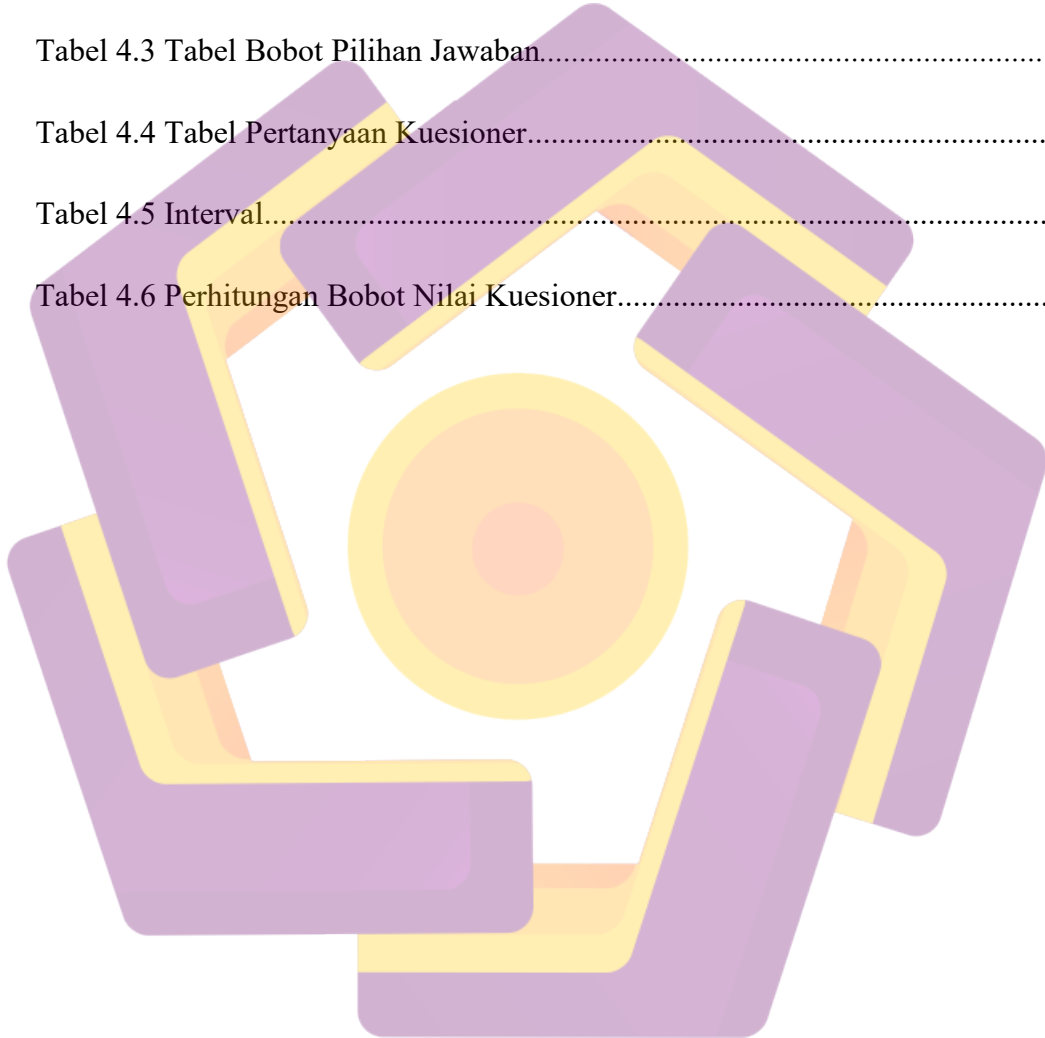 Tabel 4.3 Tabel Bobot Pilihan Jawaban.....................................................
Tabel 4.4 Tabel Pertanyaan Kuesioner.......................................................
Tabel 4.5 Interval.......................................................................................
Tabel 4.6 Perhitungan Bobot Nilai Kuesioner.............................................